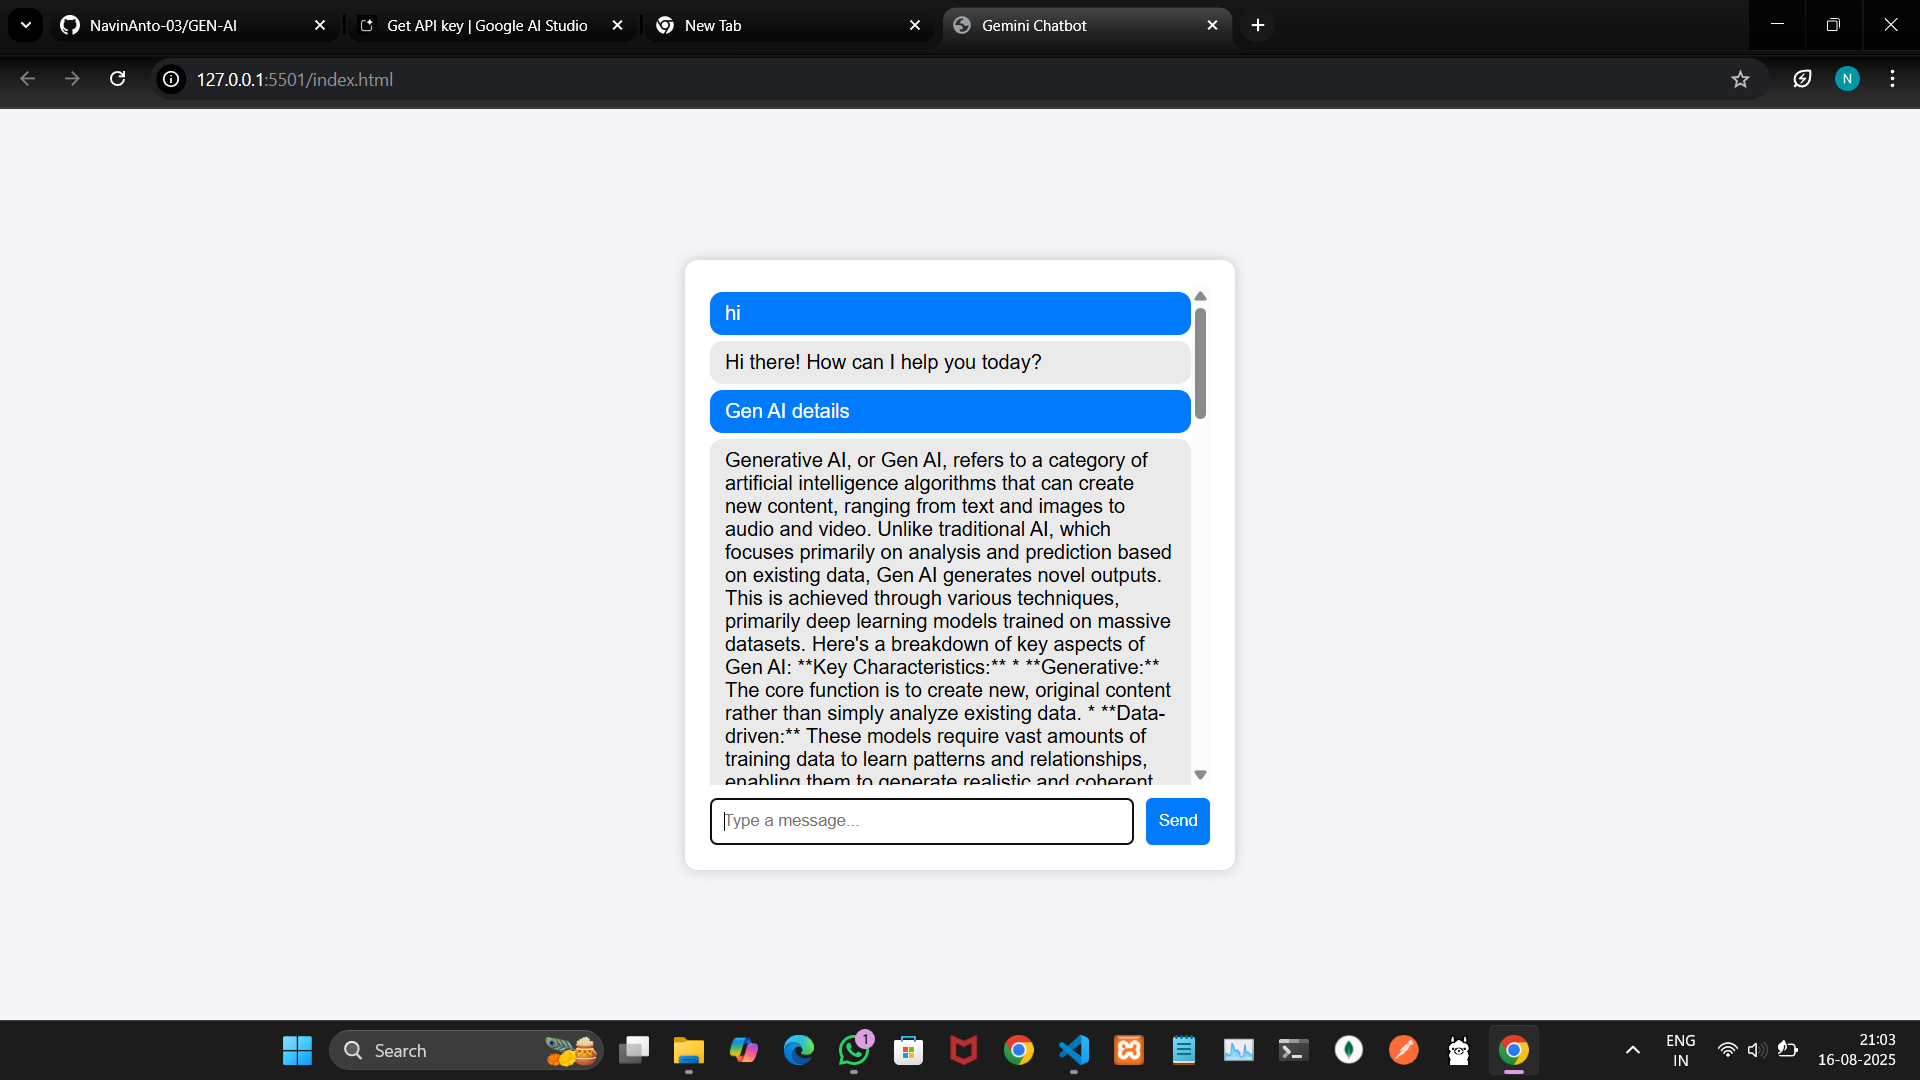 NavinAnto-03/GEN-AI
Get API key | Google AI Studio
New Tab
Gemini Chatbot
127.0.0.1:5501/index.html
N
hi
Hi there! How can I help you today?
Gen AI details
Generative AI, or Gen AI, refers to a category of
artificial intelligence algorithms that can create
new content, ranging from text and images to
audio and video. Unlike traditional AI, which
focuses primarily on analysis and prediction based
on existing data, Gen AI generates novel outputs.
This is achieved through various techniques,
primarily deep learning models trained on massive
datasets. Here's a breakdown of key aspects of
Gen AI: **Key Characteristics:** * **Generative:**
The core function is to create new, original content
rather than simply analyze existing data. * **Data-
driven:** These models require vast amounts of
training data to learn patterns and relationships,
enabling them to generate realistic and coherent
Type a message...
Send
Search
1
ENG
IN
21:03
16-08-2025